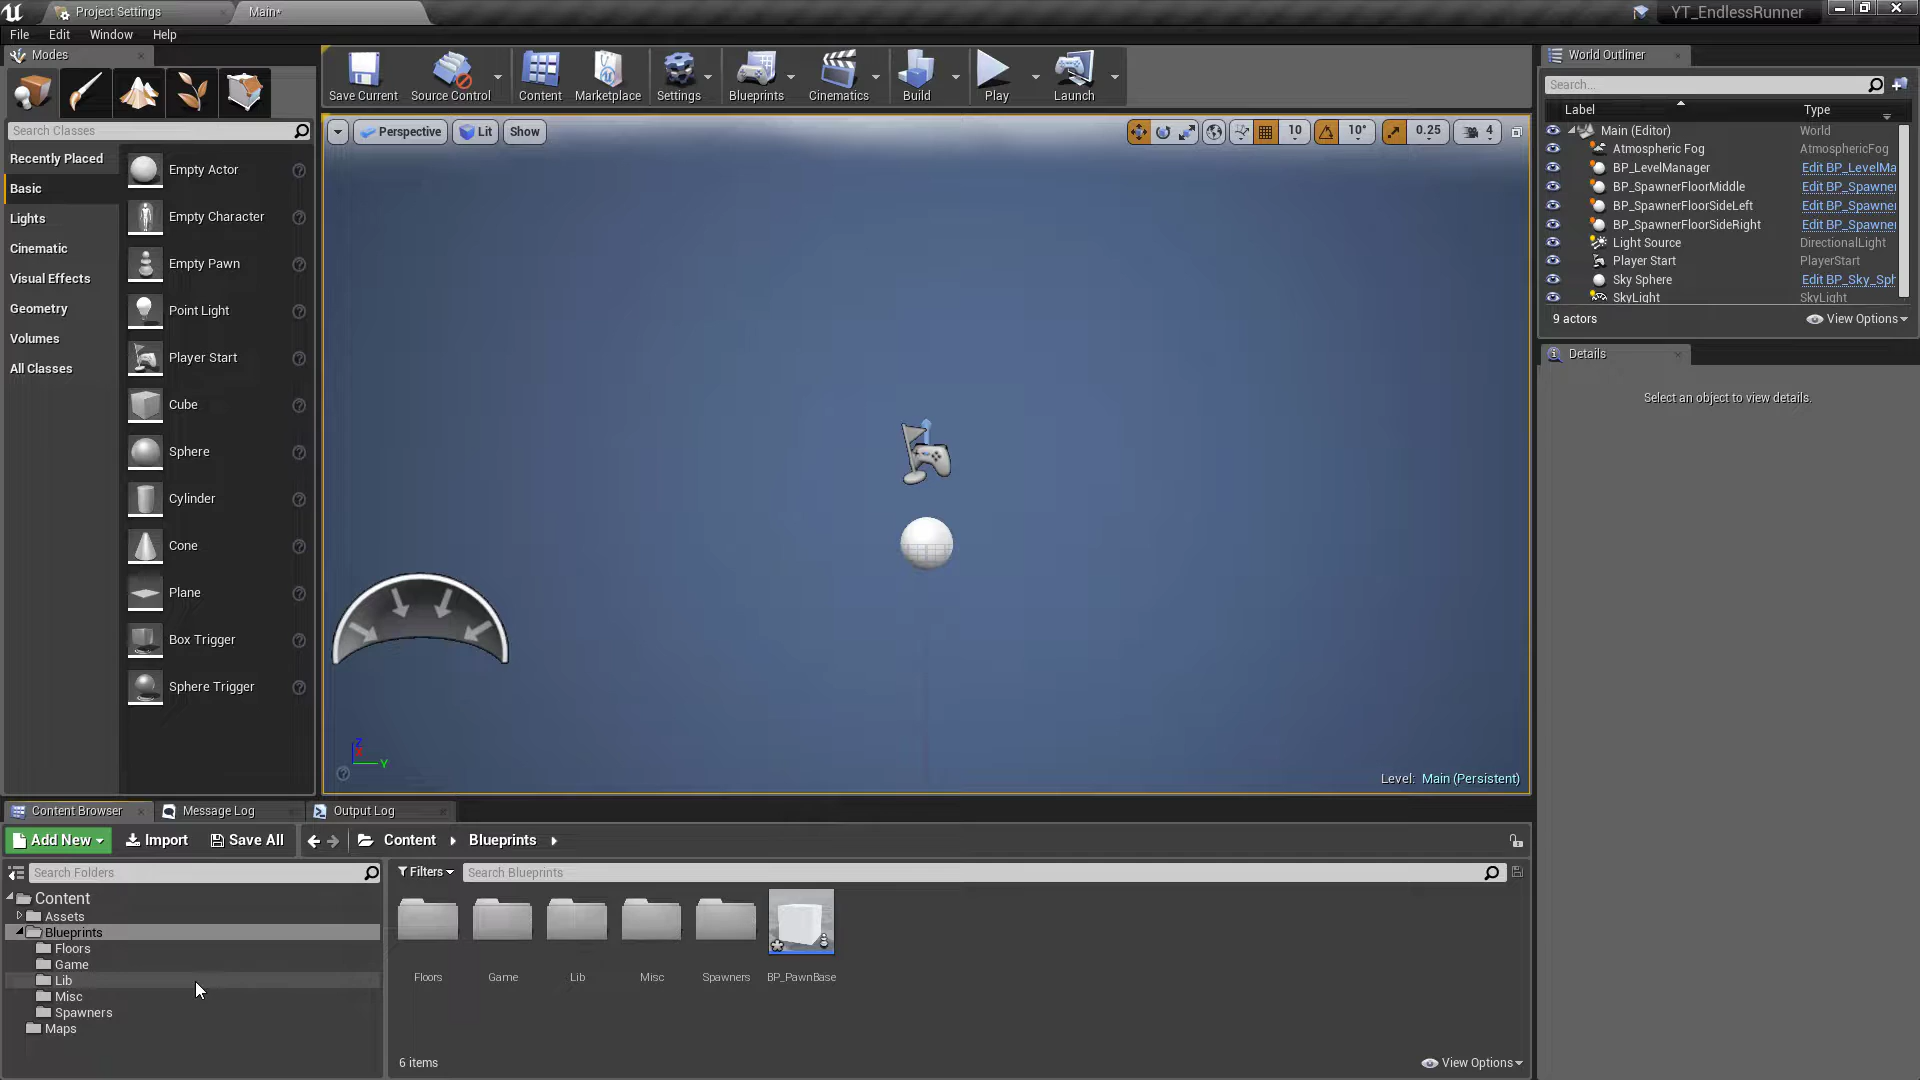 Project Settings
Main*
YT_EndlessRunner
File Edit Window Help
Modes
Search Classes
Recently Placed
Basic
Lights
Cinematic
Visual Effects
Geometry
Volumes
All Classes
Empty Actor
Empty Character
Empty Pawn
Point Light
Player Start
Cube
Sphere
Cylinder
Cone
Plane
Box Trigger
Sphere Trigger
Save Current
Source Control
Content
Marketplace
Settings
Blueprints
Cinematics
Build
Play
Launch
Perspective
Lit
Show
10
10°
0.25
4
Z
Y
Level: Main (Persistent)
World Outliner
Search...
Label Type
Main (Editor) World
Atmospheric Fog AtmosphericFog
BP_LevelManager Edit BP_LevelMa
BP_SpawnerFloorMiddle Edit BP_Spawner
BP_SpawnerFloorSideLeft Edit BP_Spawner
BP_SpawnerFloorSideRight Edit BP_Spawner
Light Source DirectionalLight
Player Start PlayerStart
Sky Sphere Edit BP_Sky_Sph
SkyLight SkyLight
9 actors
View Options
Details
Select an object to view details.
Content Browser
Message Log
Output Log
Add New
Import
Save All
Content
Blueprints
Search Folders
Filters
Search Blueprints
Content
Assets
Blueprints
Floors
Game
Lib
Misc
Spawners
Maps
Floors
Game
Lib
Misc
Spawners
BP_PawnBase
6 items
View Options